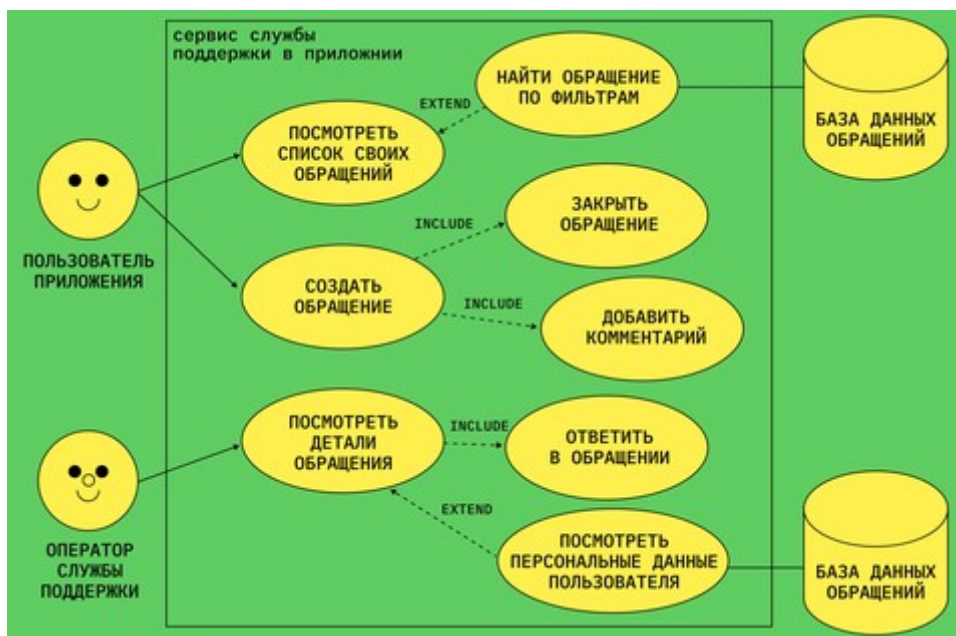 сервис службы
поддержки в приложнии
НАЙТИ ОБРАЩЕНИЕ
ПО ФИЛЬТРАМ
БАЗА ДАННЫХ
ОБРАЩЕНИЙ
EXTEND
ПОСМОТРЕТЬ
СПИСОК СВОИХ
ОБРАЩЕНИЙ
ПОЛЬЗОВАТЕЛЬ
ПРИЛОЖЕНИЯ
INCLUDE
ЗАКРЫТЬ
ОБРАЩЕНИЕ
СОЗДАТЬ
ОБРАЩЕНИЕ
INCLUDE
ДОБАВИТЬ
КОММЕНТАРИЙ
ПОСМОТРЕТЬ
ДЕТАЛИ
ОБРАЩЕНИЯ
INCLUDE
ОТВЕТИТЬ
В ОБРАЩЕНИИ
EXTEND
ОПЕРАТОР
СЛУЖБЫ
ПОДДЕРЖКИ
ПОСМОТРЕТЬ
ПЕРСОНАЛЬНЫЕ ДАННЫЕ
ПОЛЬЗОВАТЕЛЯ
БАЗА ДАННЫХ
ОБРАЩЕНИЙ